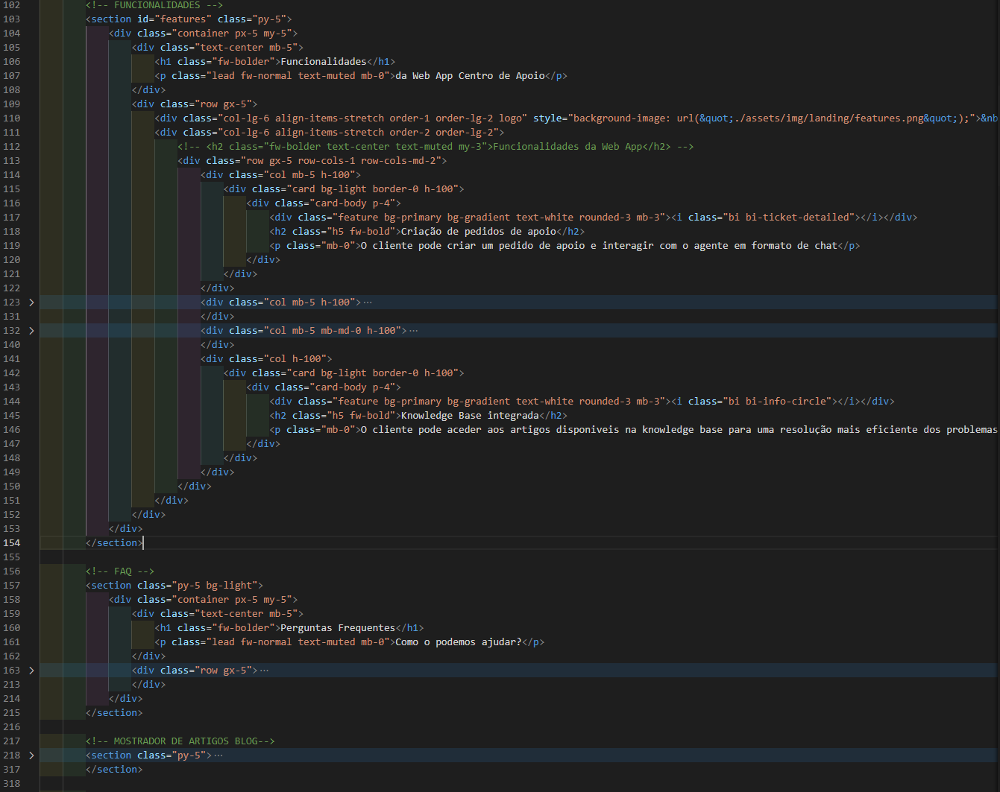 102 <!-- FUNCIONALIDADES -->
103 <section id="features" class="py-5">
104 <div class="container px-5 my-5">
105 <div class="text-center mb-5">
106 <h1 class="fw-bolder">Funcionalidades</h1>
107 <p class="lead fw-normal text-muted mb-0">da Web App Centro de Apoio</p>
108 </div>
109 <div class="row gx-5">
110 <div class="col-lg-6 align-items-stretch order-1 order-lg-2 logo" style="background-image: url(&quot;./assets/img/landing/features.png&quot;);">&nb
111 <div class="col-lg-6 align-items-stretch order-2 order-lg-2">
112 <!-- <h2 class="fw-bolder text-center text-muted my-3">Funcionalidades da Web App</h2> -->
113 <div class="row gx-5 row-cols-1 row-cols-md-2">
114 <div class="col mb-5 h-100">
115 <div class="card bg-light border-0 h-100">
116 <div class="card-body p-4">
117 <div class="feature bg-primary bg-gradient text-white rounded-3 mb-3"><i class="bi bi-ticket-detailed"></i></div>
118 <h2 class="h5 fw-bold">Criação de pedidos de apoio</h2>
119 <p class="mb-0">O cliente pode criar um pedido de apoio e interagir com o agente em formato de chat</p>
120 </div>
121 </div>
122 </div>
123 <div class="col mb-5 h-100">…
131 </div>
132 <div class="col mb-5 mb-md-0 h-100">…
140 </div>
141 <div class="col h-100">
142 <div class="card bg-light border-0 h-100">
143 <div class="card-body p-4">
144 <div class="feature bg-primary bg-gradient text-white rounded-3 mb-3"><i class="bi bi-info-circle"></i></div>
145 <h2 class="h5 fw-bold">Knowledge Base integrada</h2>
146 <p class="mb-0">O cliente pode aceder aos artigos disponiveis na knowledge base para uma resolução mais eficiente dos problemas
147 </div>
148 </div>
149 </div>
150 </div>
151 </div>
152 </div>
153 </div>
154 </section>
155
156 <!-- FAQ -->
157 <section class="py-5 bg-light">
158 <div class="container px-5 my-5">
159 <div class="text-center mb-5">
160 <h1 class="fw-bolder">Perguntas Frequentes</h1>
161 <p class="lead fw-normal text-muted mb-0">Como o podemos ajudar?</p>
162 </div>
163 <div class="row gx-5">…
213 </div>
214 </div>
215 </section>
216
217 <!-- MOSTRADOR DE ARTIGOS BLOG-->
218 <section class="py-5">…
317 </section>
318